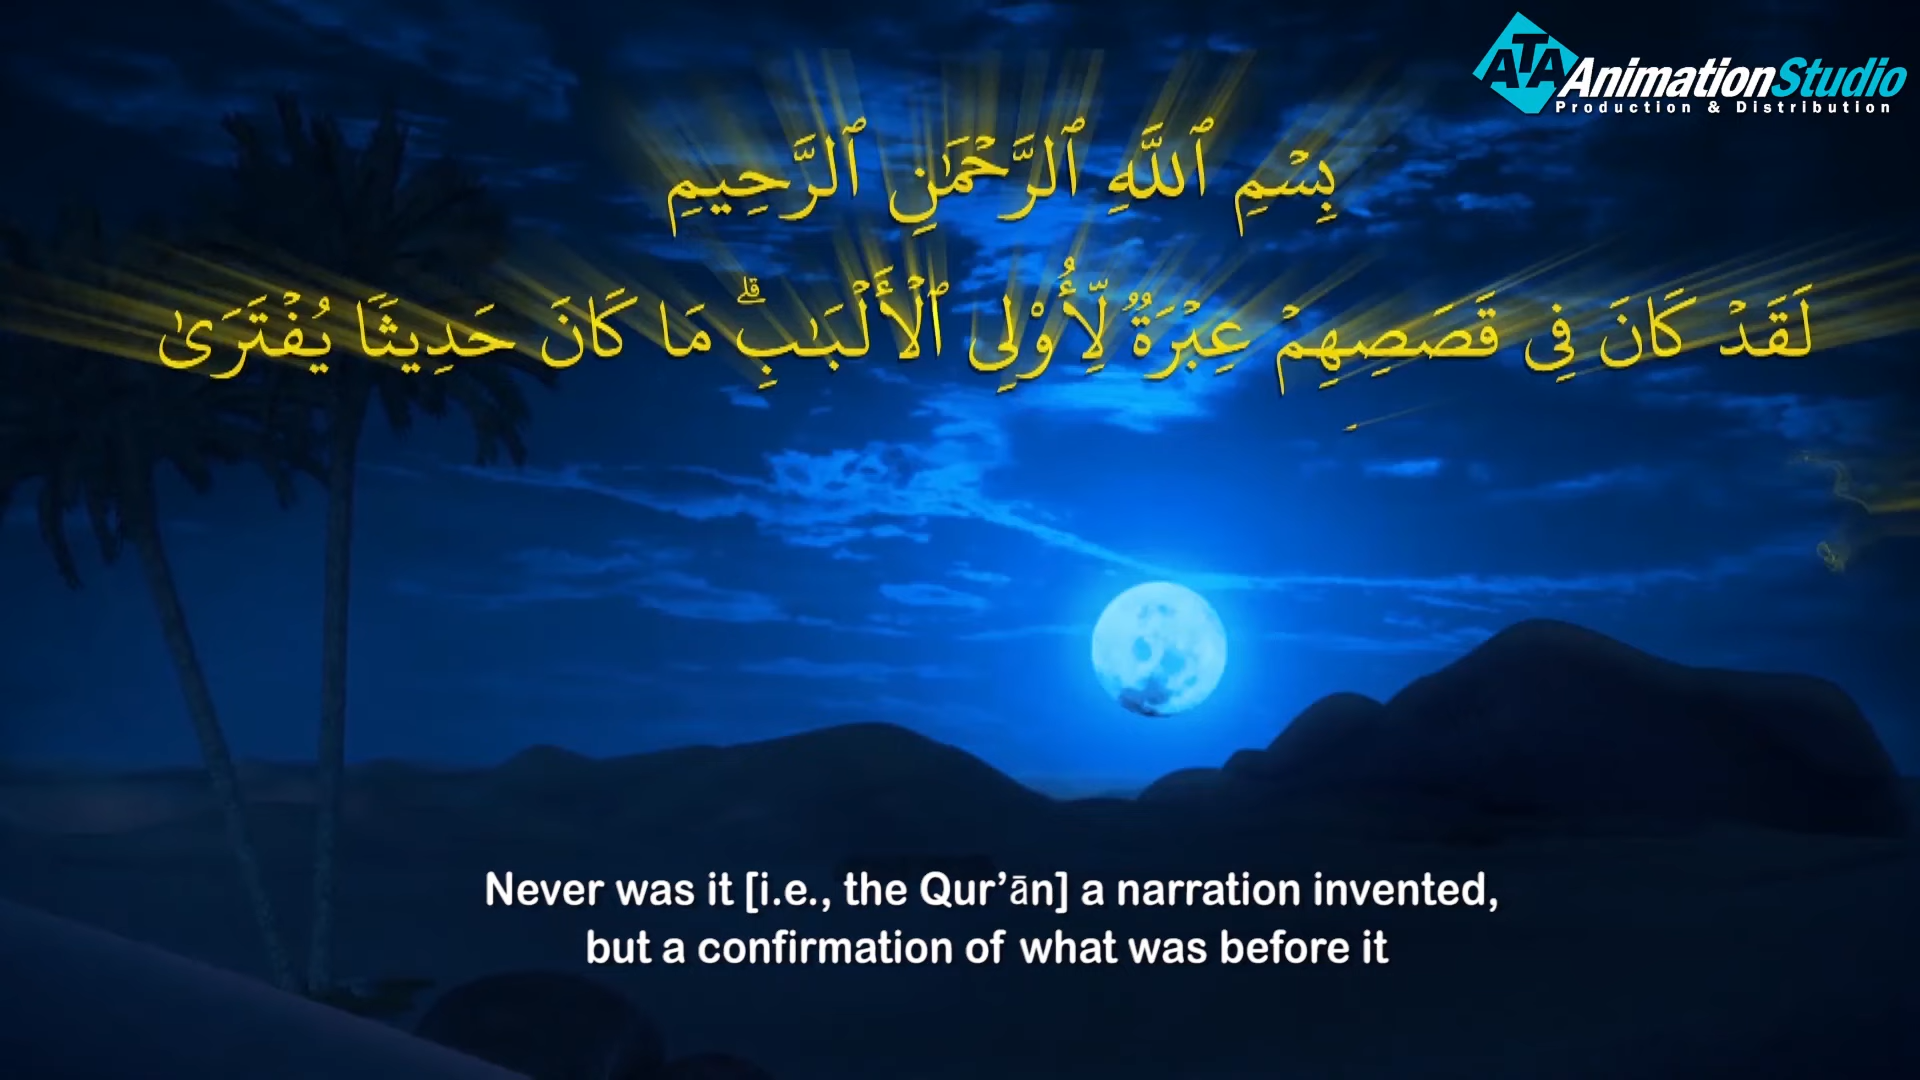 ATA AnimationStudio
Production & Distribution
بِسْمِ ٱللَّهِ ٱلرَّحْمَٰنِ ٱلرَّحِيمِ
لَقَدْ كَانَ فِى قَصَصِهِمْ عِبْرَةٌ لِّأُو۟لِى ٱلْأَلْبَـٰبِ ۗ مَا كَانَ حَدِيثًا يُفْتَرَىٰ
Never was it [i.e., the Qur’ān] a narration invented,
but a confirmation of what was before it